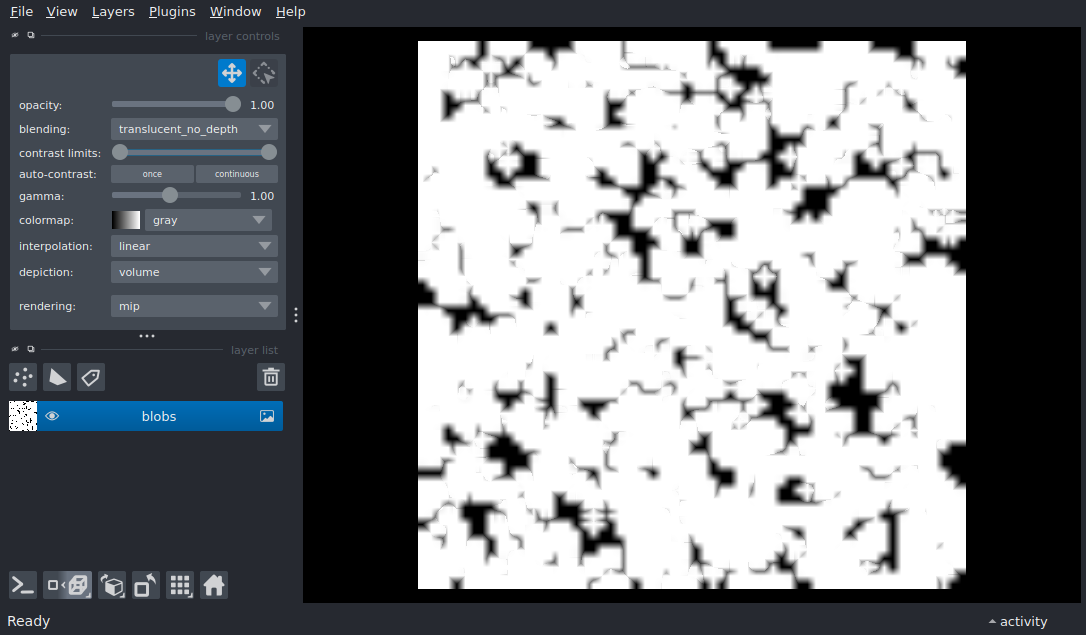 File View Layers Plugins Window Help
layer controls
opacity: 1.00
blending: translucent_no_depth
contrast limits:
auto-contrast: once continuous
gamma: 1.00
colormap: gray
interpolation: linear
depiction: volume
rendering: mip
layer list
blobs
Ready activity